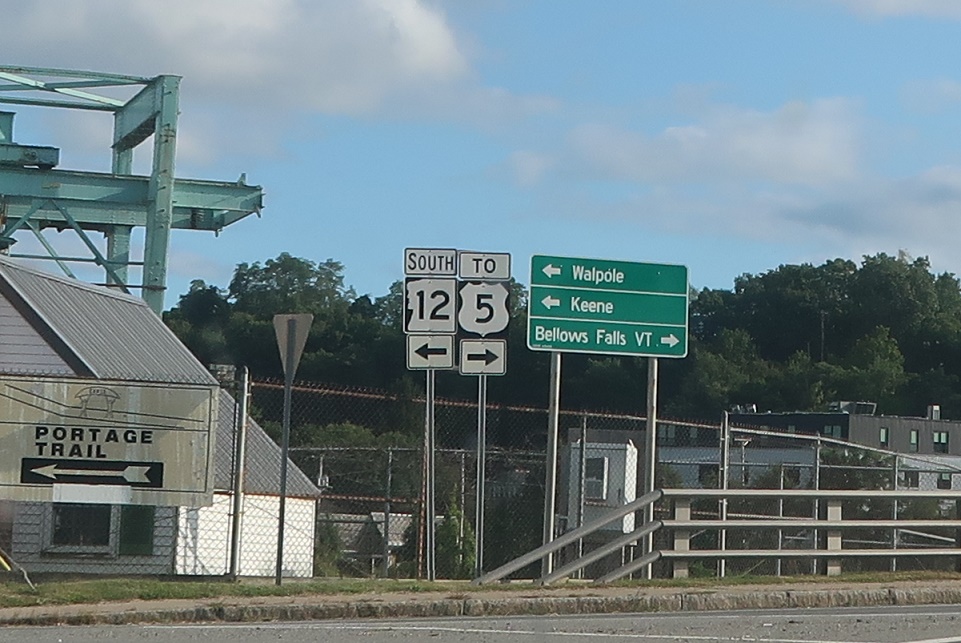 SOUTH
12
TO
5
Walpole
Keene
Bellows Falls VT
PORTAGE
TRAIL